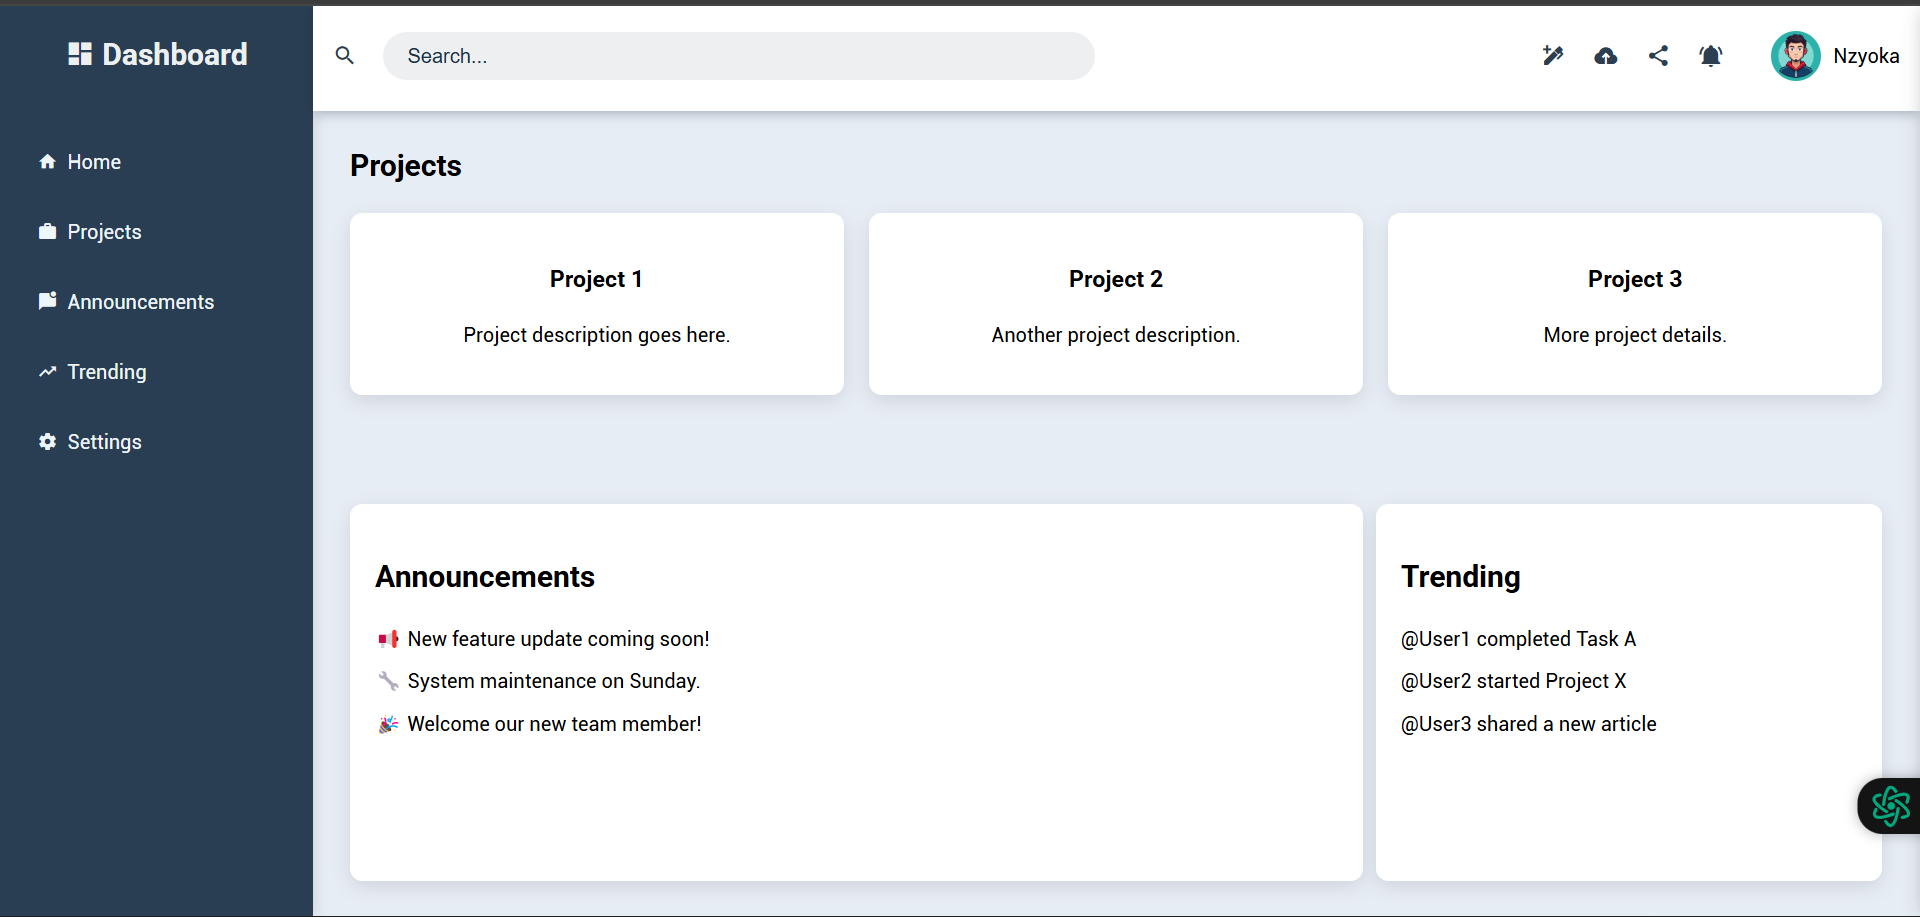 Dashboard
Home
Projects
Announcements
Trending
Settings
Search...
Nzyoka
Projects
Project 1
Project description goes here.
Project 2
Another project description.
Project 3
More project details.
Announcements
📢 New feature update coming soon!
🔧 System maintenance on Sunday.
🎉 Welcome our new team member!
Trending
@User1 completed Task A
@User2 started Project X
@User3 shared a new article